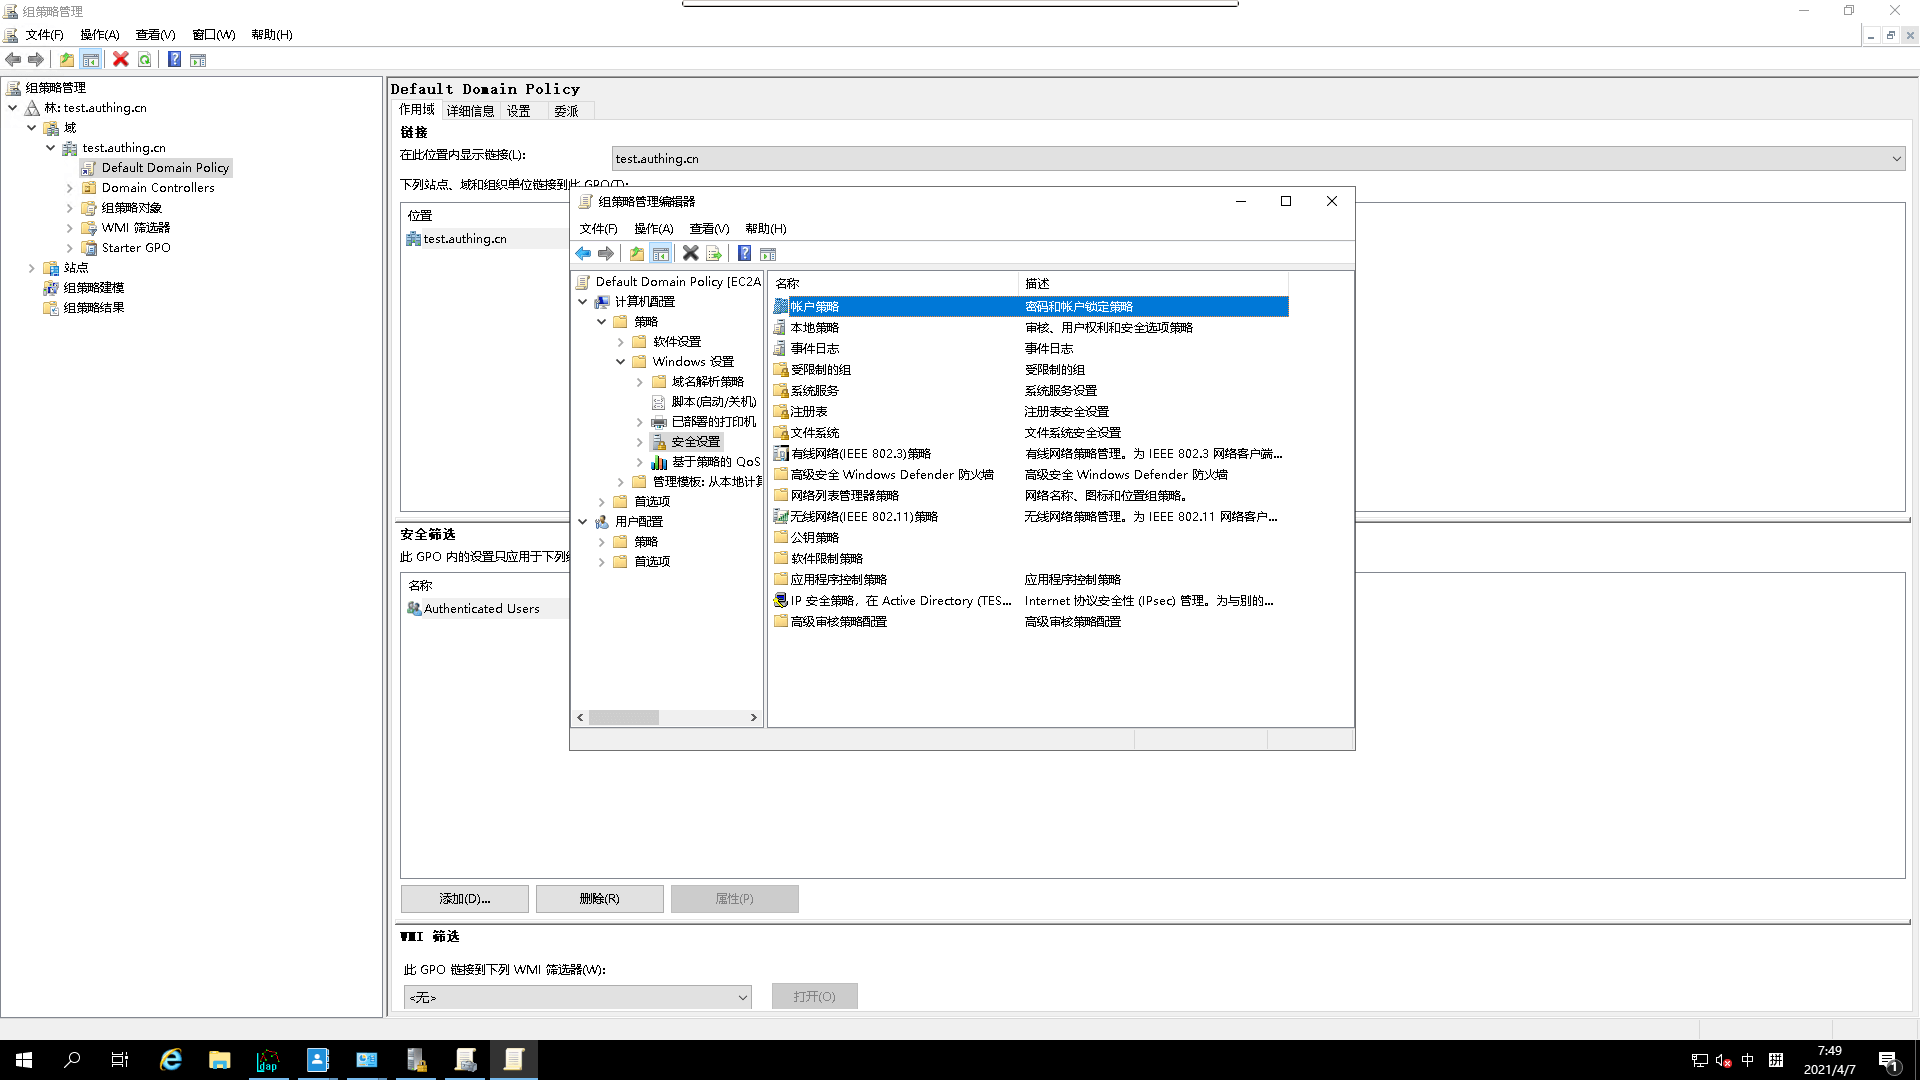 组策略管理
文件(F) 操作(A) 查看(V) 窗口(W) 帮助(H)
组策略管理
林: test.authing.cn
域
test.authing.cn
Default Domain Policy
Domain Controllers
组策略对象
WMI 筛选器
Starter GPO
站点
组策略建模
组策略结果
Default Domain Policy
作用域 详细信息 设置 委派
链接
在此位置内显示链接(L):
test.authing.cn
下列站点、域和组织单位链接到此 GPO(T):
位置
test.authing.cn
安全筛选
此 GPO 内的设置只应用于下列
名称
Authenticated Users
添加(D)... 删除(R) 属性(P)
WMI 筛选
此 GPO 链接到下列 WMI 筛选器(W):
<无>
打开(O)
组策略管理编辑器
文件(F) 操作(A) 查看(V) 帮助(H)
Default Domain Policy [EC2A
计算机配置
策略
软件设置
Windows 设置
域名解析策略
脚本(启动/关机)
已部署的打印机
安全设置
基于策略的 QoS
管理模板: 从本地计算
首选项
用户配置
策略
首选项
名称 描述
帐户策略 密码和帐户锁定策略
本地策略 审核、用户权利和安全选项策略
事件日志 事件日志
受限制的组 受限制的组
系统服务 系统服务设置
注册表 注册表安全设置
文件系统 文件系统安全设置
有线网络(IEEE 802.3)策略 有线网络策略管理。为 IEEE 802.3 网络客户端...
高级安全 Windows Defender 防火墙 高级安全 Windows Defender 防火墙
网络列表管理器策略 网络名称、图标和位置组策略。
无线网络(IEEE 802.11)策略 无线网络策略管理。为 IEEE 802.11 网络客户...
公钥策略
软件限制策略
应用程序控制策略 应用程序控制策略
IP 安全策略，在 Active Directory (TES... Internet 协议安全性 (IPsec) 管理。为与别的...
高级审核策略配置 高级审核策略配置
dap
中
拼
7:49
2021/4/7
1